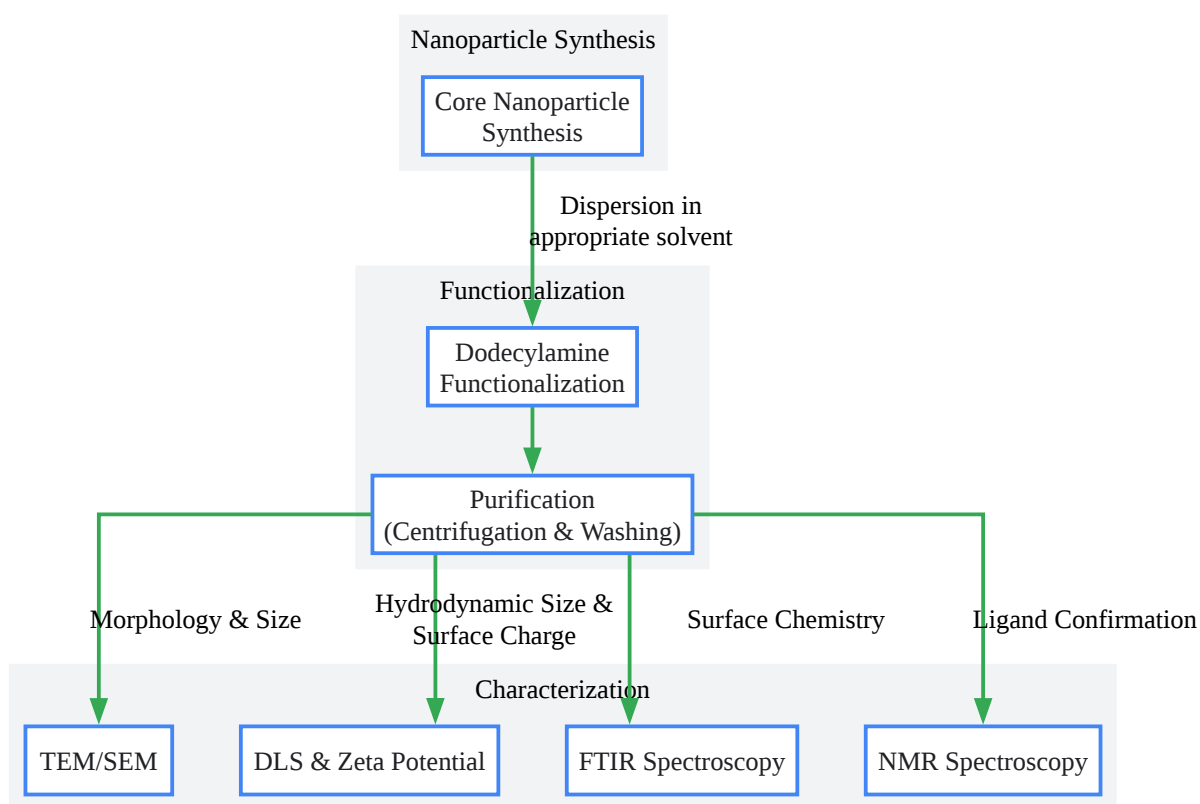 Nanoparticle Synthesis
Core Nanoparticle
Synthesis
Dispersion in
appropriate solvent
Functionalization
Dodecylamine
Functionalization
Purification
(Centrifugation & Washing)
Morphology & Size
Hydrodynamic Size &
Surface Charge
Surface Chemistry
Ligand Confirmation
Characterization
TEM/SEM
DLS & Zeta Potential
FTIR Spectroscopy
NMR Spectroscopy